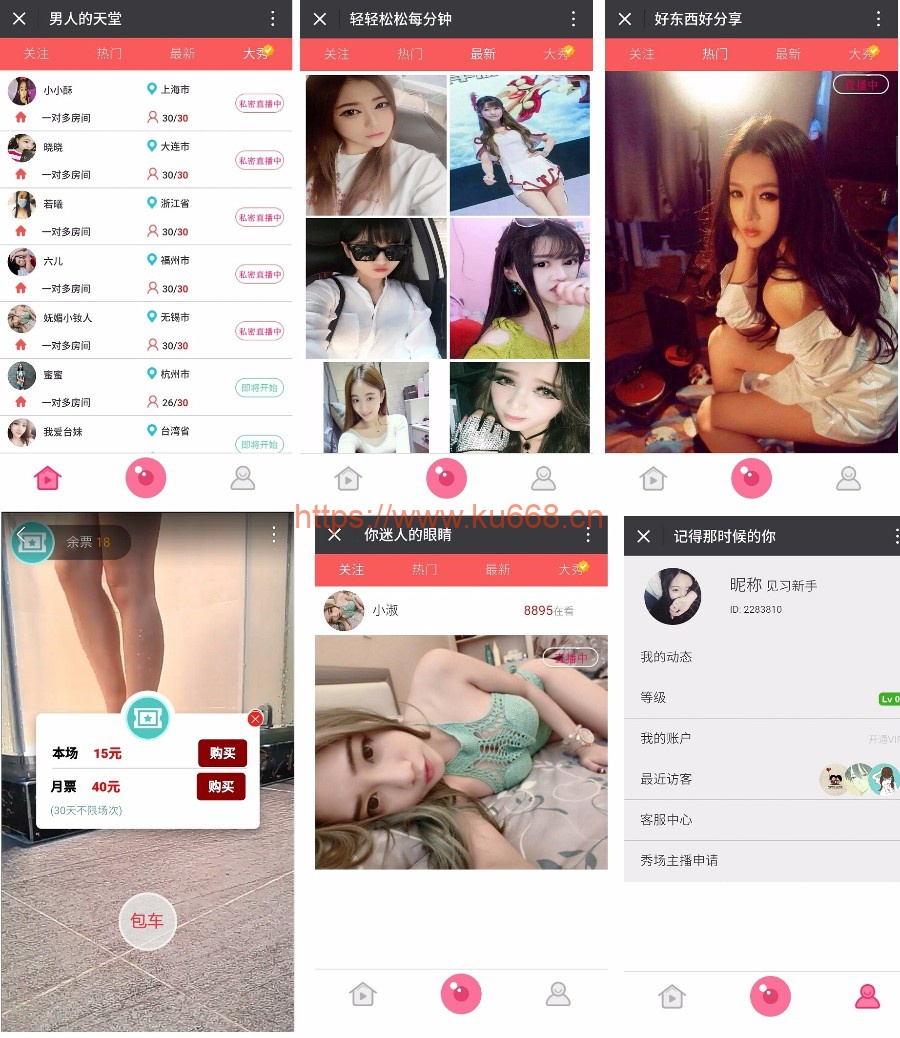 男人的天堂
关注 热门 最新 大秀
小小酥 上海市 私密直播中
一对多房间 30/30
晓晓 大连市 私密直播中
一对多房间 30/30
若曦 浙江省 私密直播中
一对多房间 30/30
六儿 福州市 私密直播中
一对多房间 30/30
妩媚小钕人 无锡市 私密直播中
一对多房间 30/30
蜜蜜 杭州市 即将开始
一对多房间 26/30
我爱台妹 台湾省 即将开始
轻轻松松每分钟
关注 热门 最新 大秀
好东西好分享
关注 热门 最新 大秀
直播中
https://www.ku668.cn
余票 18
本场 15元 购买
月票 40元 购买
(30天不限场次)
包车
你迷人的眼睛
关注 热门 最新 大秀
小淑 8895在看
直播中
记得那时候的你
昵称 见习新手
ID: 2283810
我的动态
等级 Lv 0
我的账户 开通VIP
最近访客
客服中心
秀场主播申请